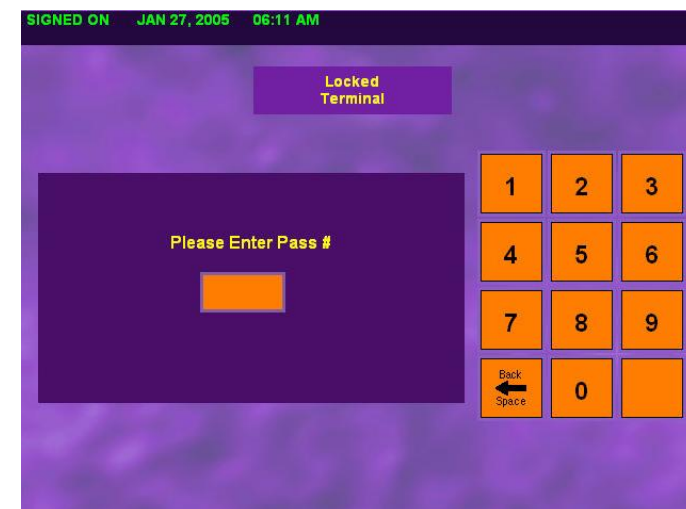 SIGNED ON JAN 27, 2005 06:11 AM
Locked
Terminal
Please Enter Pass #
1 2 3
4 5 6
7 8 9
Back
Space
0